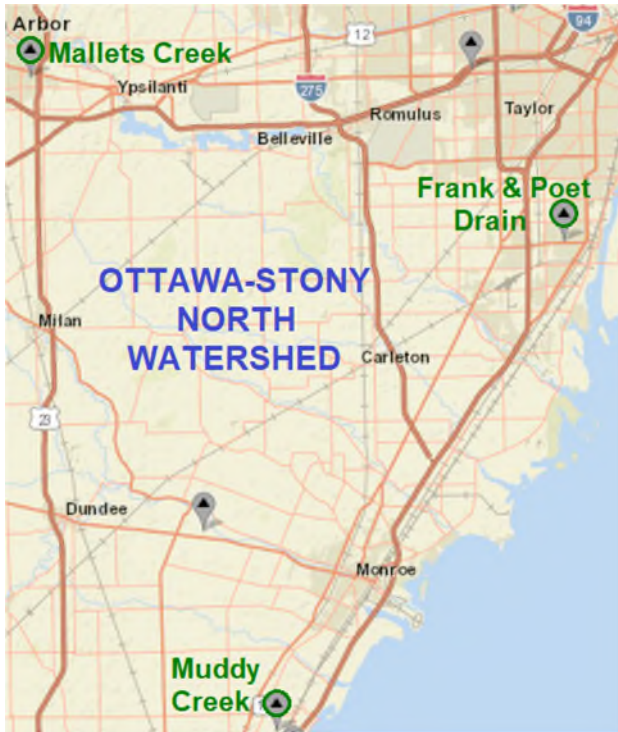 Arbor
Mallets Creek
12
94
Ypsilanti
275
Romulus
Taylor
Belleville
Frank & Poet
Drain
OTTAWA-STONY
NORTH
WATERSHED
Milan
Carleton
23
Dundee
Monroe
Muddy
Creek